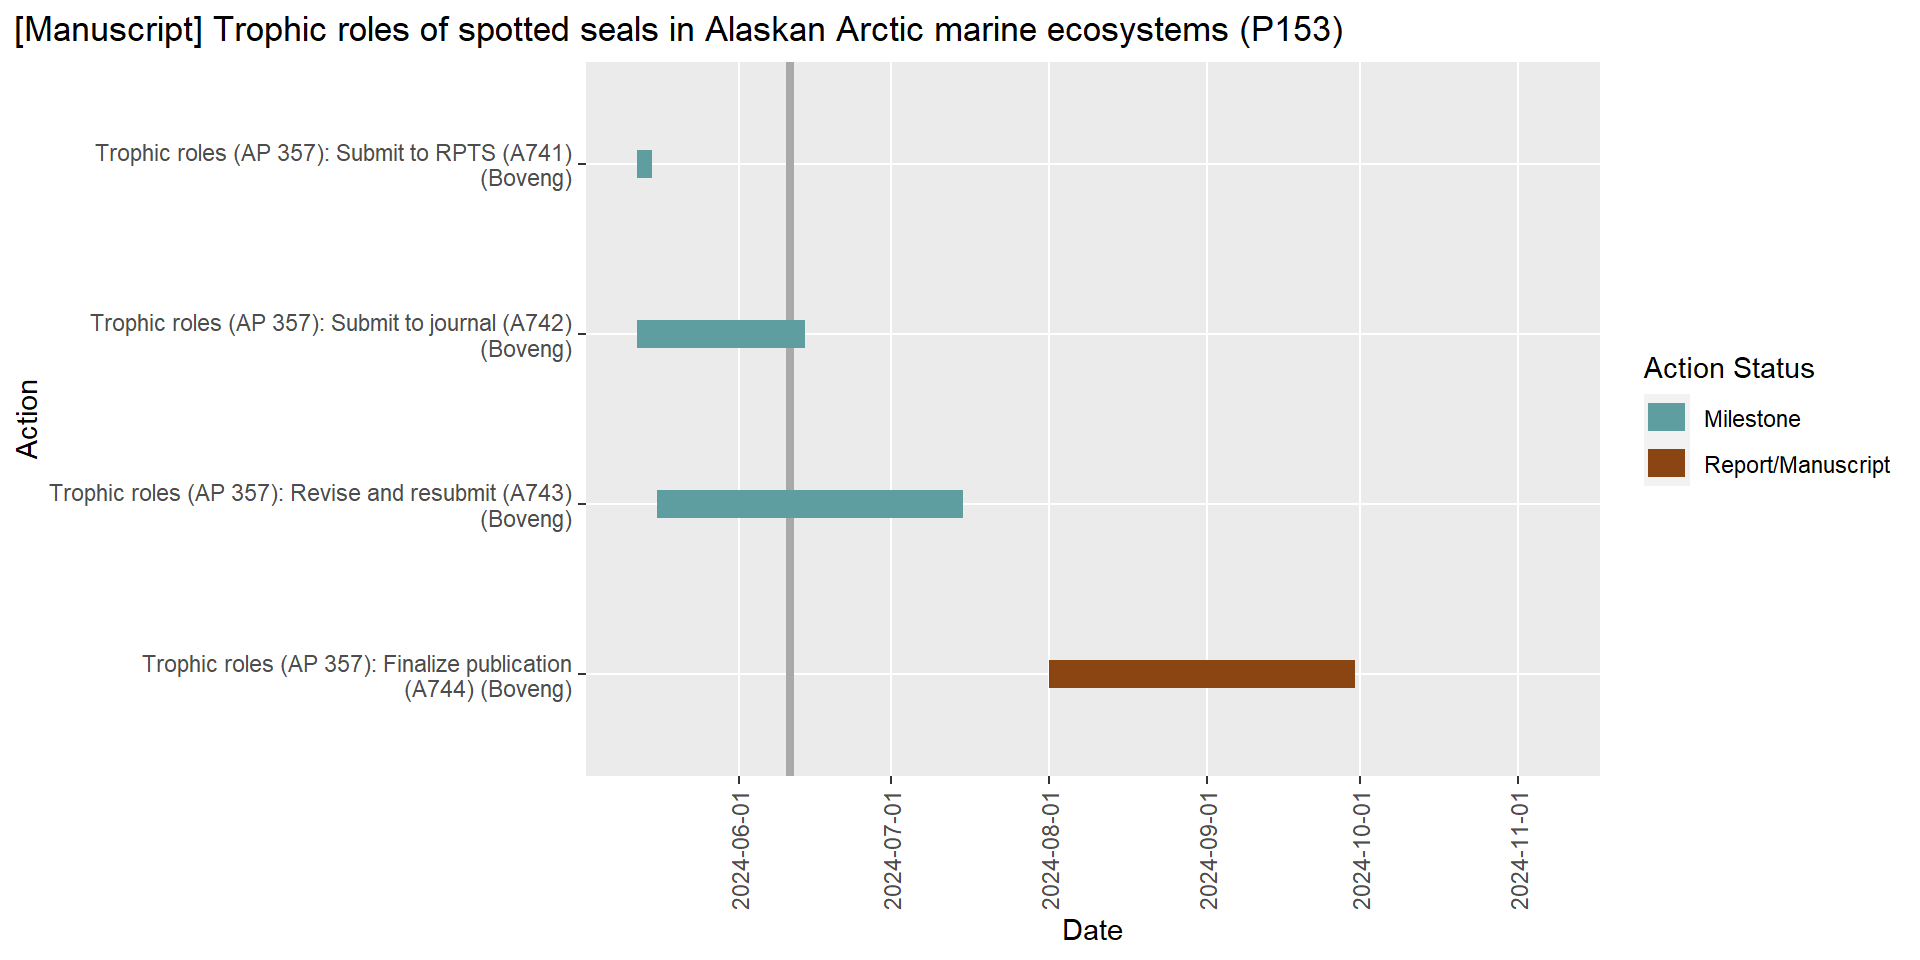 [Manuscript] Trophic roles of spotted seals in Alaskan Arctic marine ecosystems (P153)
Trophic roles (AP 357): Submit to RPTS (A741)
(Boveng)
Trophic roles (AP 357): Submit to journal (A742)
(Boveng)
Trophic roles (AP 357): Revise and resubmit (A743)
(Boveng)
Trophic roles (AP 357): Finalize publication
(A744) (Boveng)
Action
2024-06-01
2024-07-01
2024-08-01
2024-09-01
2024-10-01
2024-11-01
Date
Action Status
Milestone
Report/Manuscript